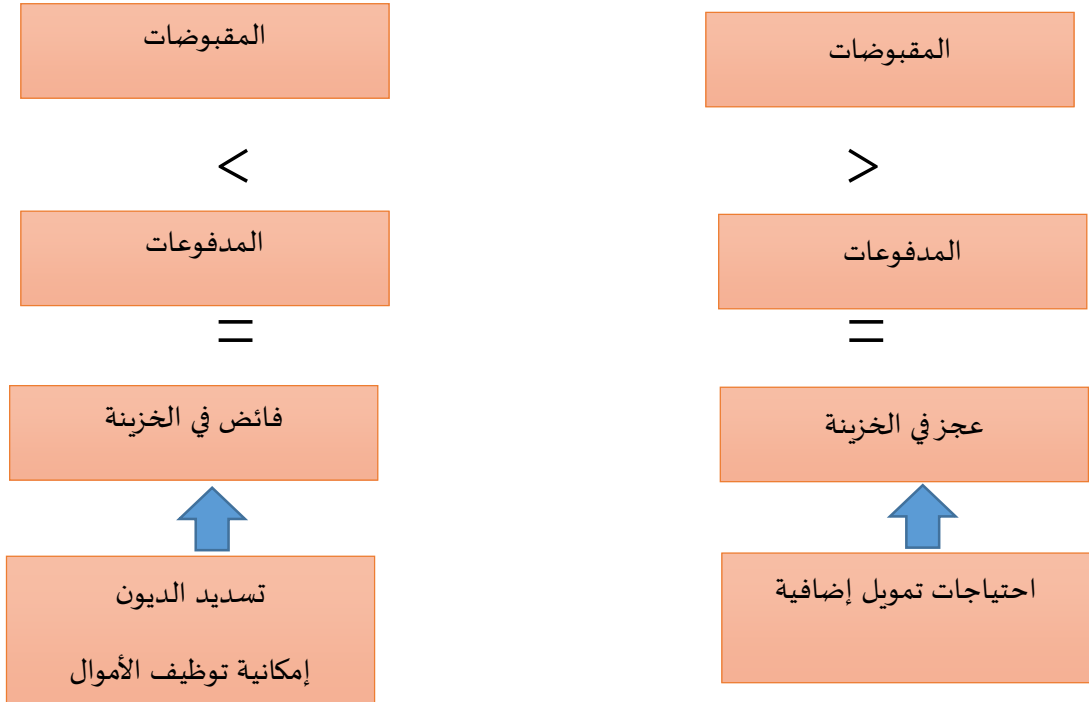 المقبوضات
>
المدفوعات
=
عجز في الخزينة
احتياجات تمويل إضافية
المقبوضات
<
المدفوعات
=
فائض في الخزينة
تسديد الديون
إمكانية توظيف الأموال